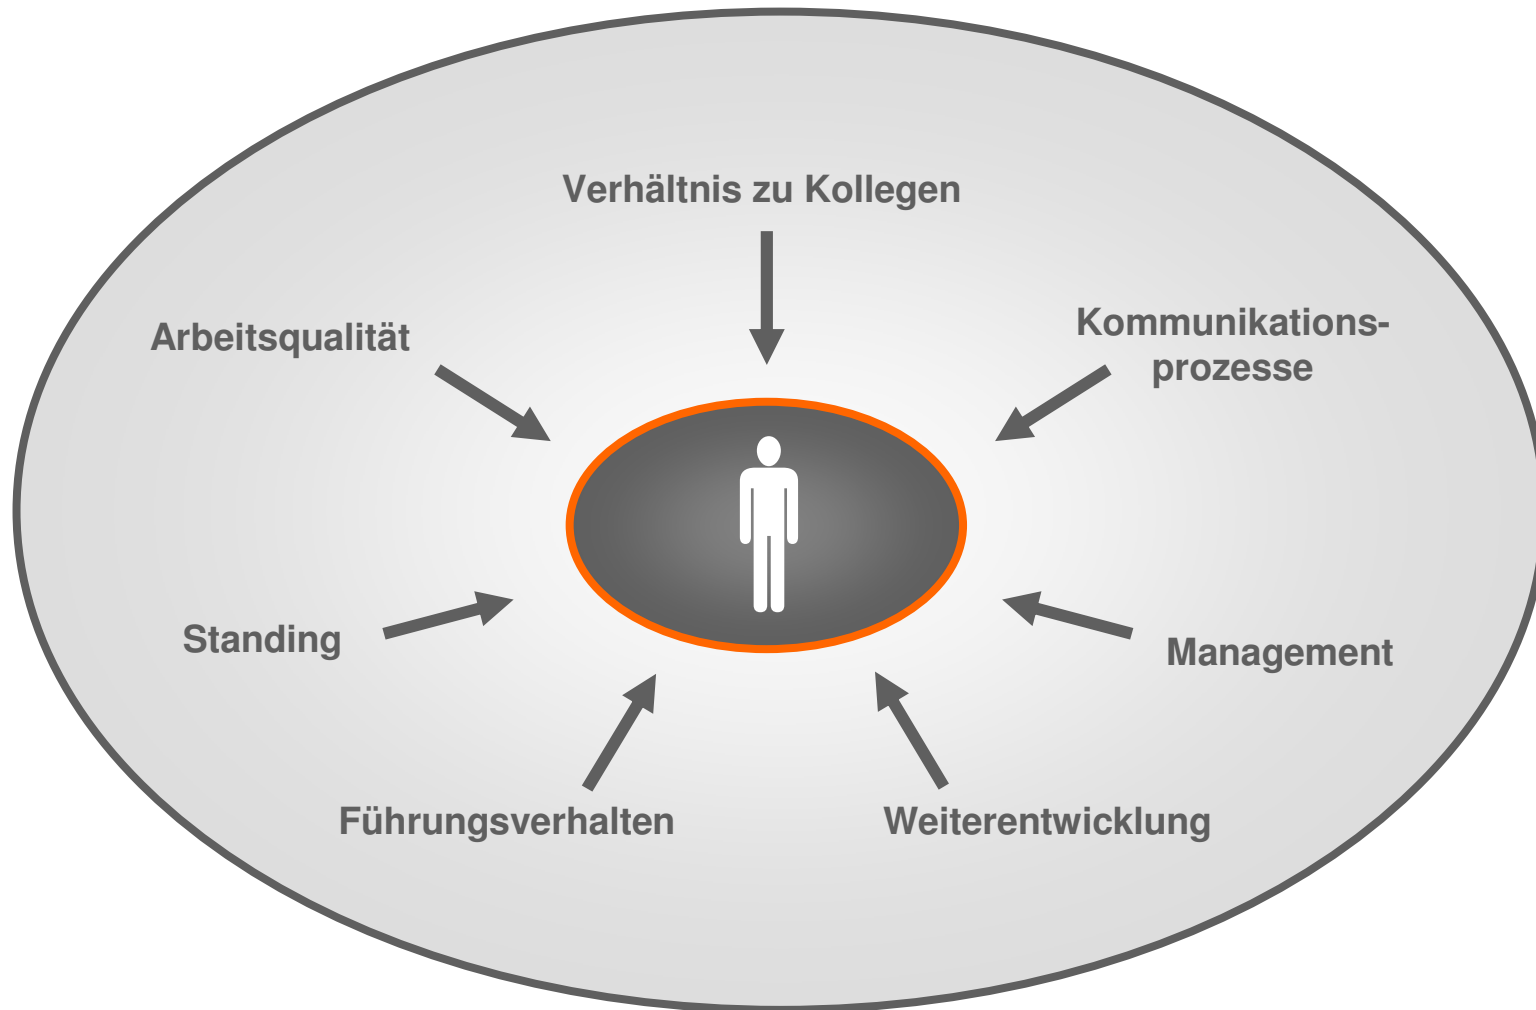 Verhältnis zu Kollegen
Arbeitsqualität
Kommunikations-
prozesse
Standing
Management
Führungsverhalten
Weiterentwicklung